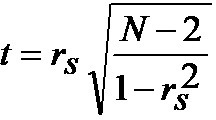 t = r_s √((N − 2)/(1 − r_s²))